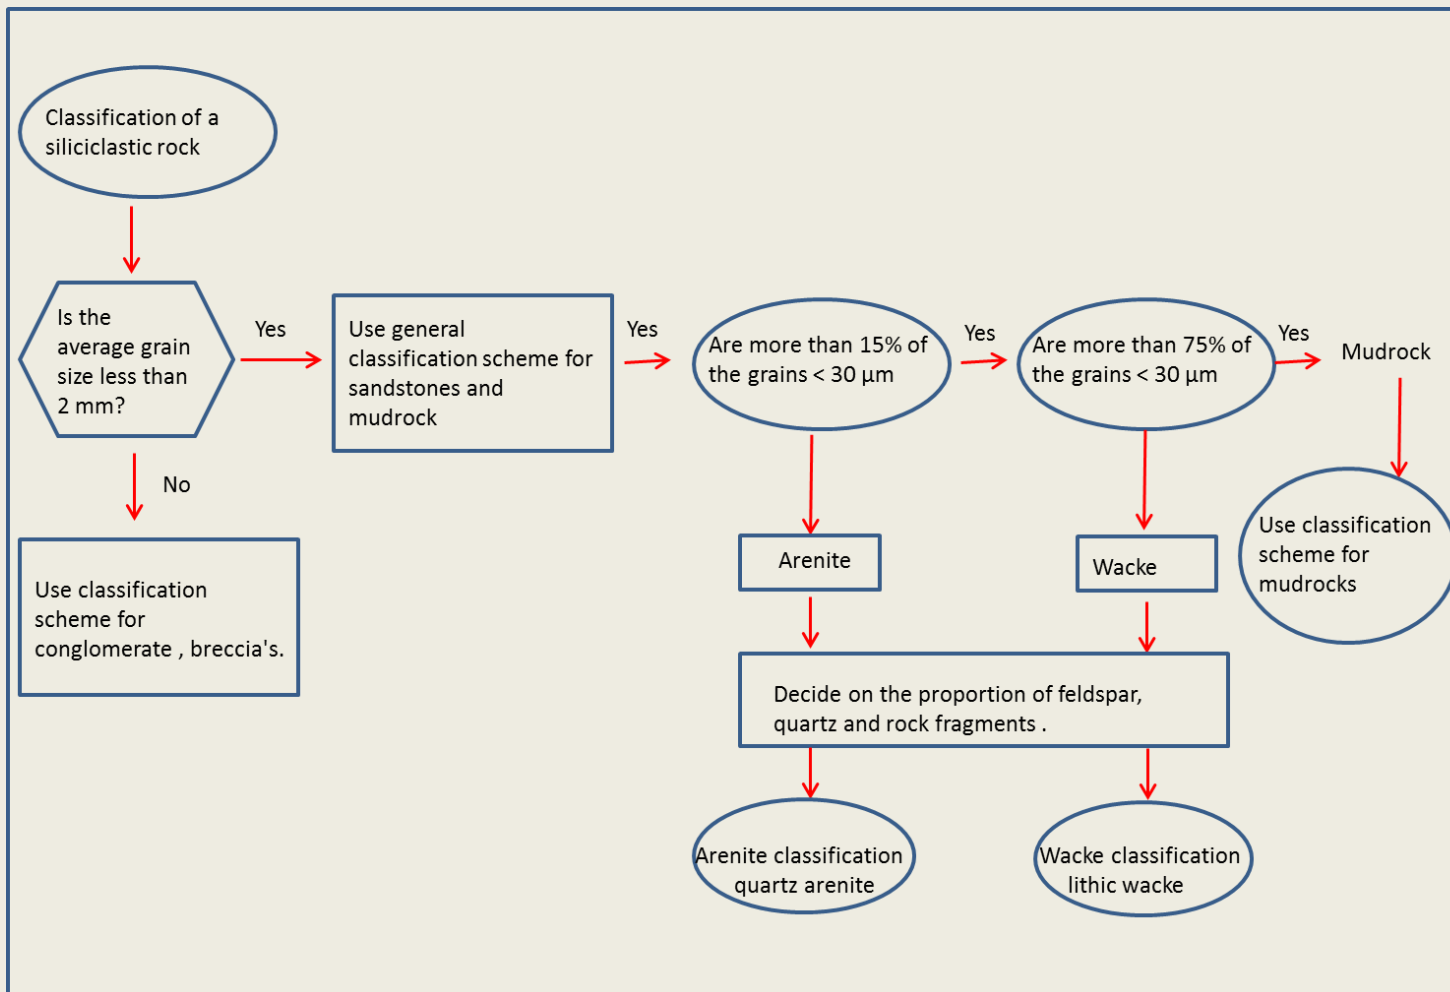 Classification of a
siliciclastic rock
Is the
average grain
size less than
2 mm?
Yes
No
Use classification
scheme for
conglomerate , breccia's.
Use general
classification scheme for
sandstones and
mudrock
Yes
Are more than 15% of
the grains < 30 µm
Yes
Are more than 75% of
the grains < 30 µm
Yes
Mudrock
Use classification
scheme for
mudrocks
Arenite
Wacke
Decide on the proportion of feldspar,
quartz and rock fragments .
Arenite classification
quartz arenite
Wacke classification
lithic wacke